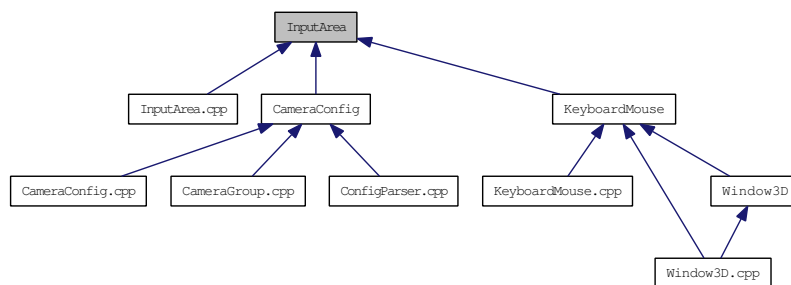 InputArea
InputArea.cpp
CameraConfig
KeyboardMouse
CameraConfig.cpp
CameraGroup.cpp
ConfigParser.cpp
KeyboardMouse.cpp
Window3D
Window3D.cpp